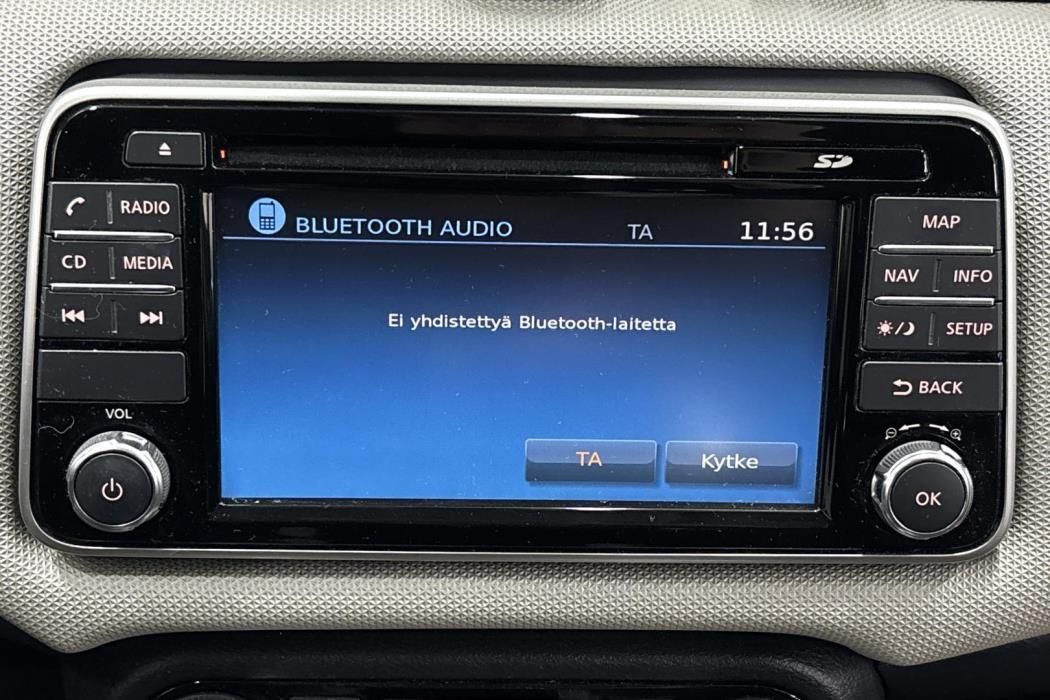 SD
RADIO
MAP
BLUETOOTH AUDIO TA 11:56
CD MEDIA
NAV INFO
Ei yhdistettyä Bluetooth-laitetta
SETUP
BACK
VOL
TA Kytke
OK